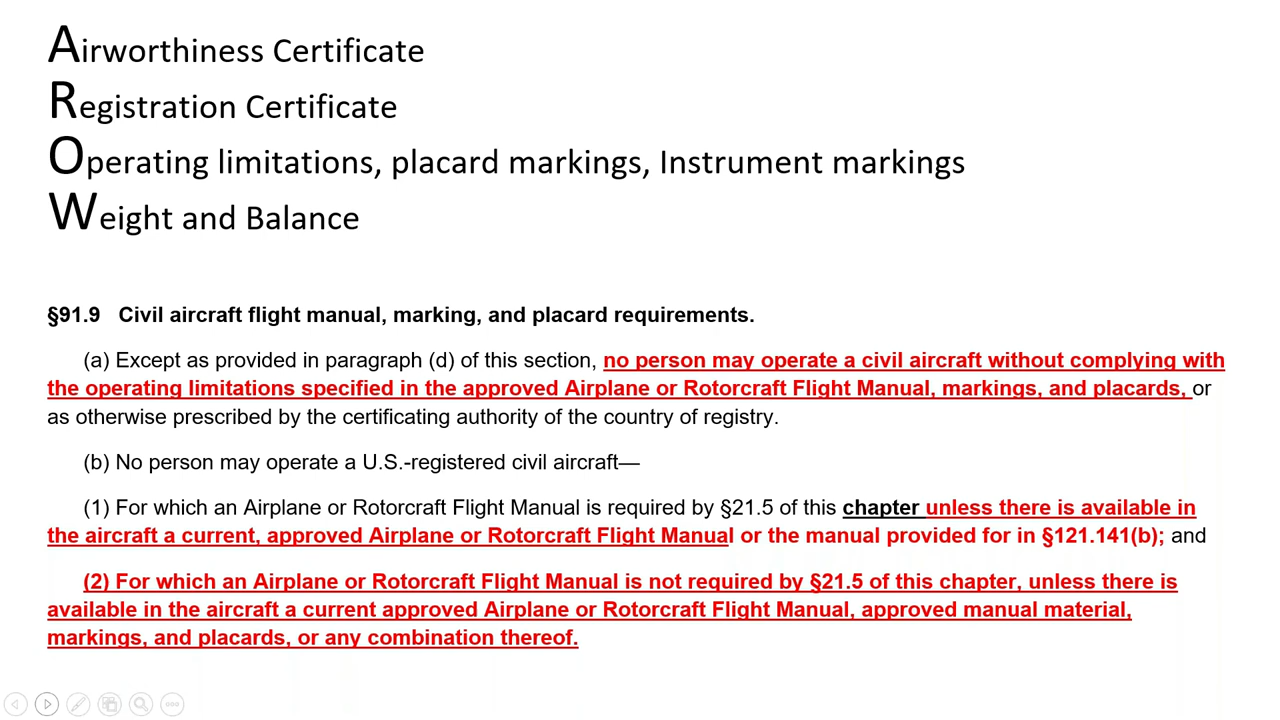 Airworthiness Certificate
Registration Certificate
Operating limitations, placard markings, Instrument markings
Weight and Balance
§91.9 Civil aircraft flight manual, marking, and placard requirements.
(a) Except as provided in paragraph (d) of this section, no person may operate a civil aircraft without complying with
the operating limitations specified in the approved Airplane or Rotorcraft Flight Manual, markings, and placards, or
as otherwise prescribed by the certificating authority of the country of registry.
(b) No person may operate a U.S.-registered civil aircraft—
(1) For which an Airplane or Rotorcraft Flight Manual is required by §21.5 of this chapter unless there is available in
the aircraft a current, approved Airplane or Rotorcraft Flight Manual or the manual provided for in §121.141(b); and
(2) For which an Airplane or Rotorcraft Flight Manual is not required by §21.5 of this chapter, unless there is
available in the aircraft a current approved Airplane or Rotorcraft Flight Manual, approved manual material,
markings, and placards, or any combination thereof.